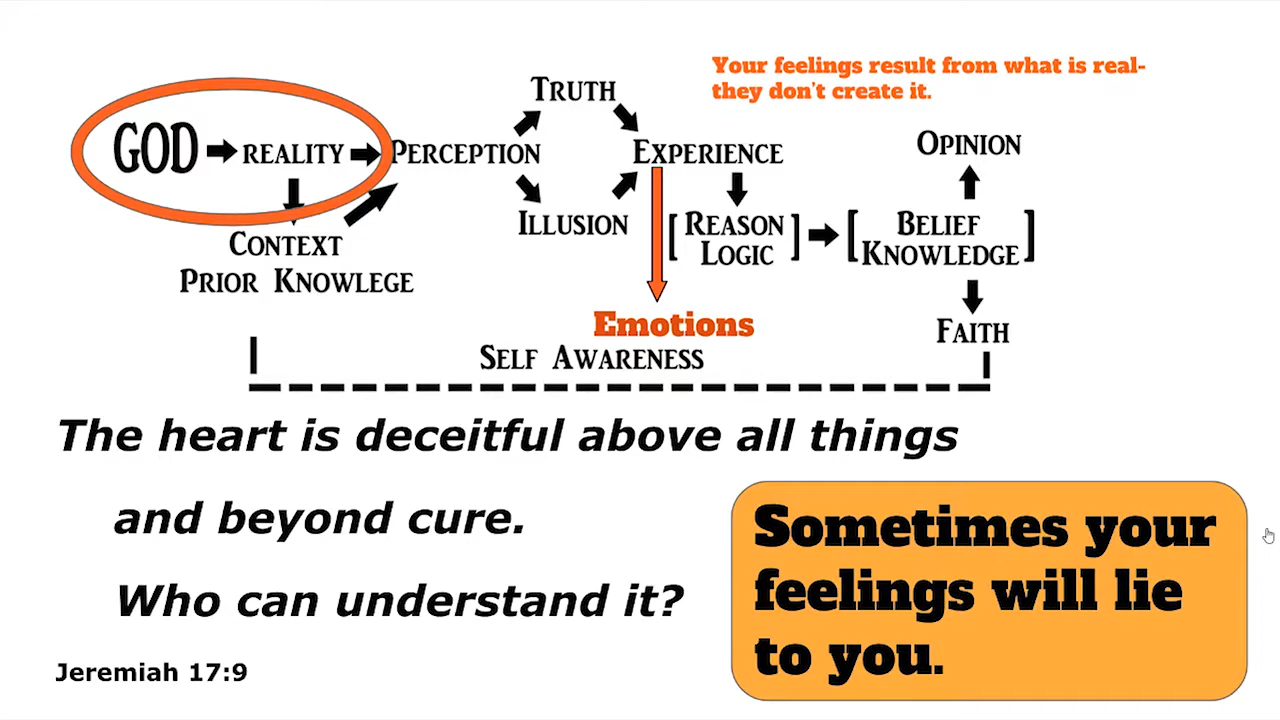 Your feelings result from what is real-
they don't create it.
TRUTH
GOD
REALITY
PERCEPTION
EXPERIENCE
OPINION
ILLUSION
CONTEXT
PRIOR KNOWLEGE
[REASON
LOGIC]
[BELIEF
KNOWLEDGE]
Emotions
FAITH
SELF AWARENESS
The heart is deceitful above all things
and beyond cure.
Who can understand it?
Jeremiah 17:9
Sometimes your
feelings will lie
to you.